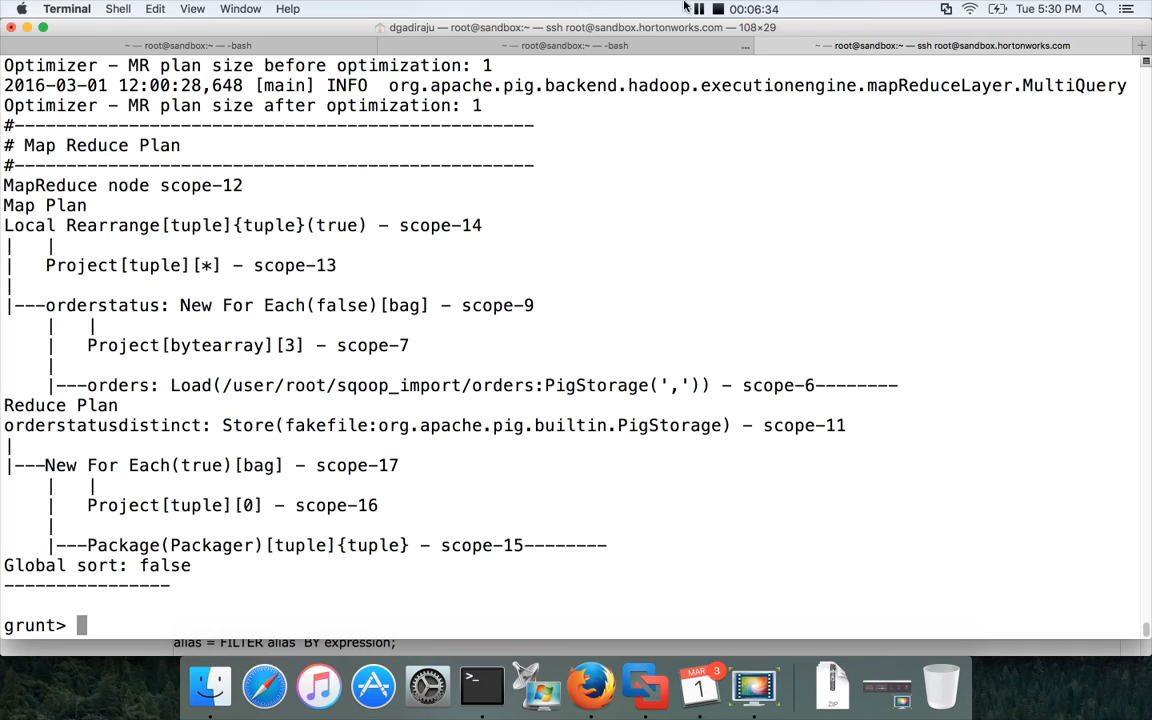 Terminal Shell Edit View Window Help 00:06:34 Tue 5:30 PM
dgadiraju — root@sandbox:~ — ssh root@sandbox.hortonworks.com — 108×29
~ — root@sandbox:~ — -bash ~ — root@sandbox:~ — -bash ... ~ — root@sandbox:~ — ssh root@sandbox.hortonworks.com +
Optimizer - MR plan size before optimization: 1
2016-03-01 12:00:28,648 [main] INFO  org.apache.pig.backend.hadoop.executionengine.mapReduceLayer.MultiQuery
Optimizer - MR plan size after optimization: 1
#--------------------------------------------------
# Map Reduce Plan
#--------------------------------------------------
MapReduce node scope-12
Map Plan
Local Rearrange[tuple]{tuple}(true) - scope-14
|   |
|   Project[tuple][*] - scope-13
|
|---orderstatus: New For Each(false)[bag] - scope-9
    |   |
    |   Project[bytearray][3] - scope-7
    |
    |---orders: Load(/user/root/sqoop_import/orders:PigStorage(',')) - scope-6--------
Reduce Plan
orderstatusdistinct: Store(fakefile:org.apache.pig.builtin.PigStorage) - scope-11
|
|---New For Each(true)[bag] - scope-17
    |   |
    |   Project[tuple][0] - scope-16
    |
    |---Package(Packager)[tuple]{tuple} - scope-15--------
Global sort: false
----------------
grunt>
alias = FILTER alias BY expression;
>_ MAR 1 3 ZIP